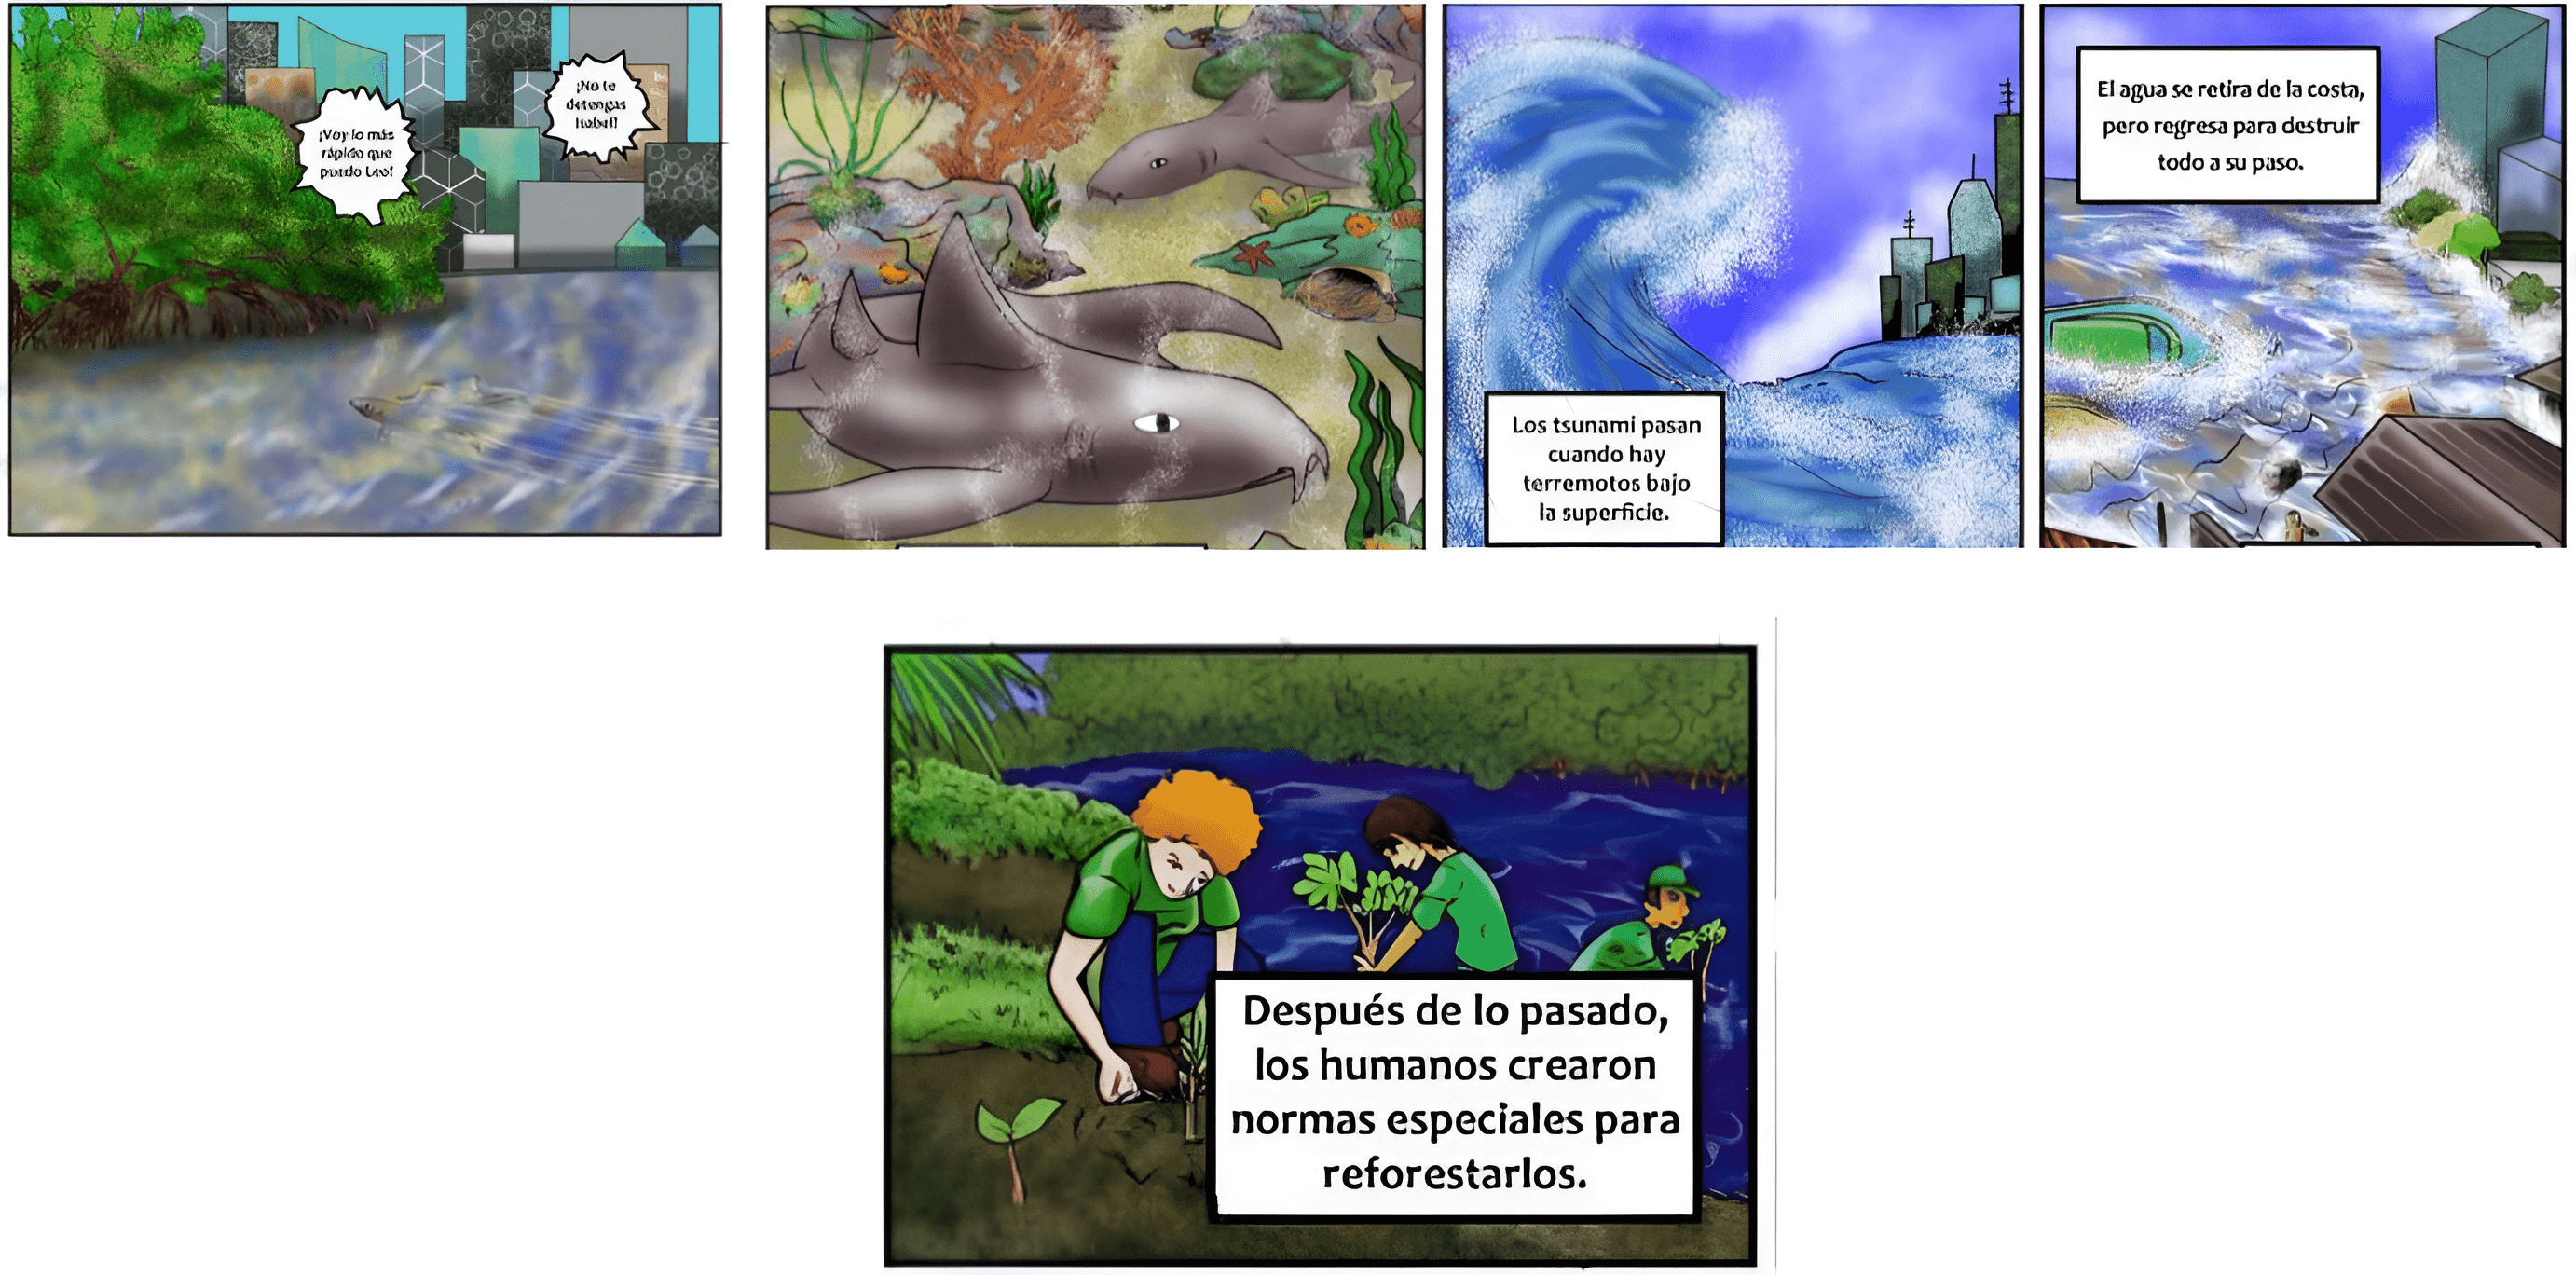 ¡Voy lo más
rápido que
puedo Leo!
¡No te
detengas
Isabel!
Los tsunami pasan
cuando hay
terremotos bajo
la superficie.
El agua se retira de la costa,
pero regresa para destruir
todo a su paso.
Después de lo pasado,
los humanos crearon
normas especiales para
reforestarlos.